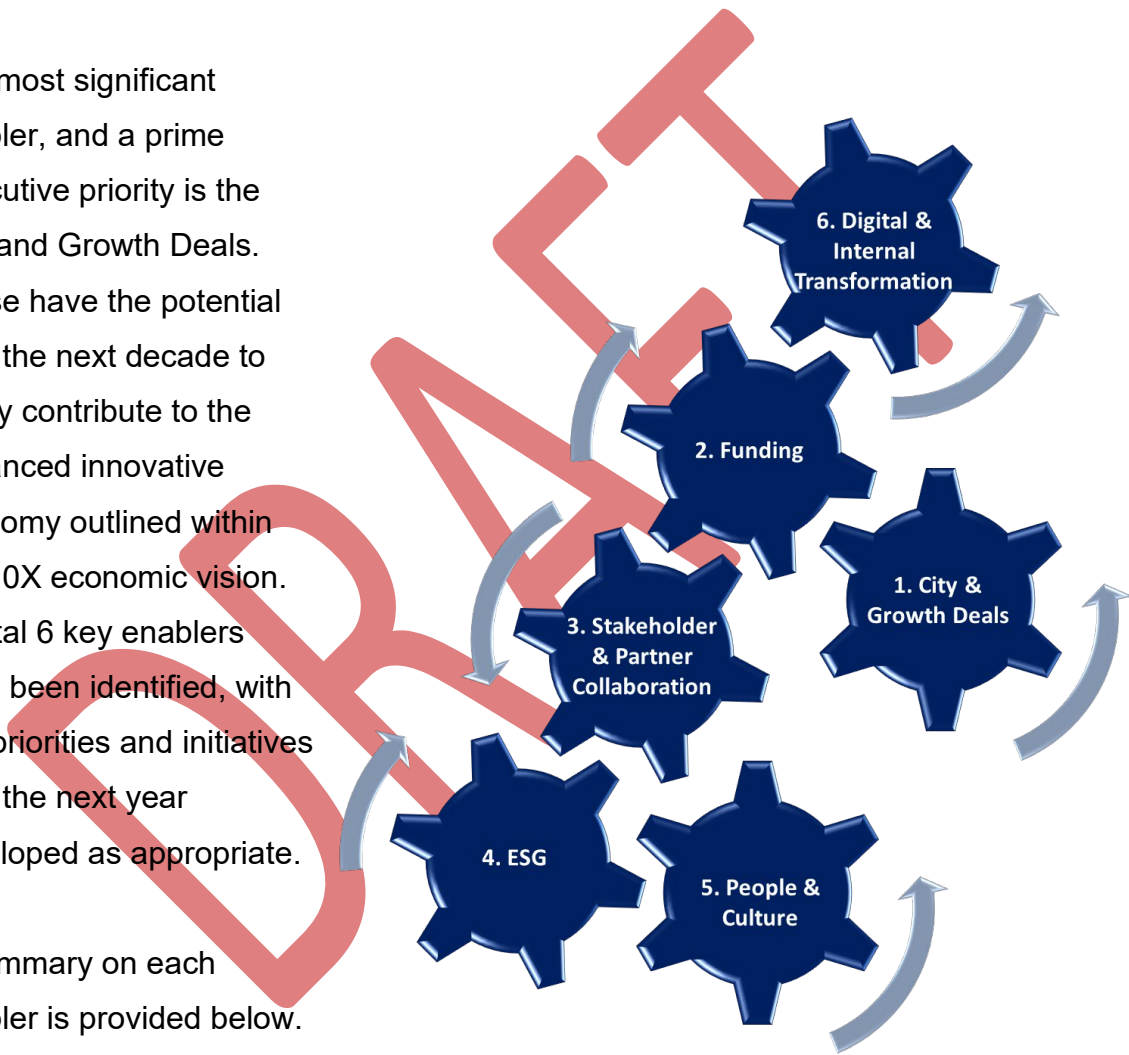 most significant
ler, and a prime
utive priority is the
and Growth Deals.
se have the potential
the next decade to
y contribute to the
anced innovative
omy outlined within
0X economic vision.
tal 6 key enablers
been identified, with
priorities and initiatives
the next year
loped as appropriate.
mmary on each
ler is provided below.
DRAFT
6. Digital &
Internal
Transformation
2. Funding
1. City &
Growth Deals
3. Stakeholder
& Partner
Collaboration
4. ESG
5. People &
Culture